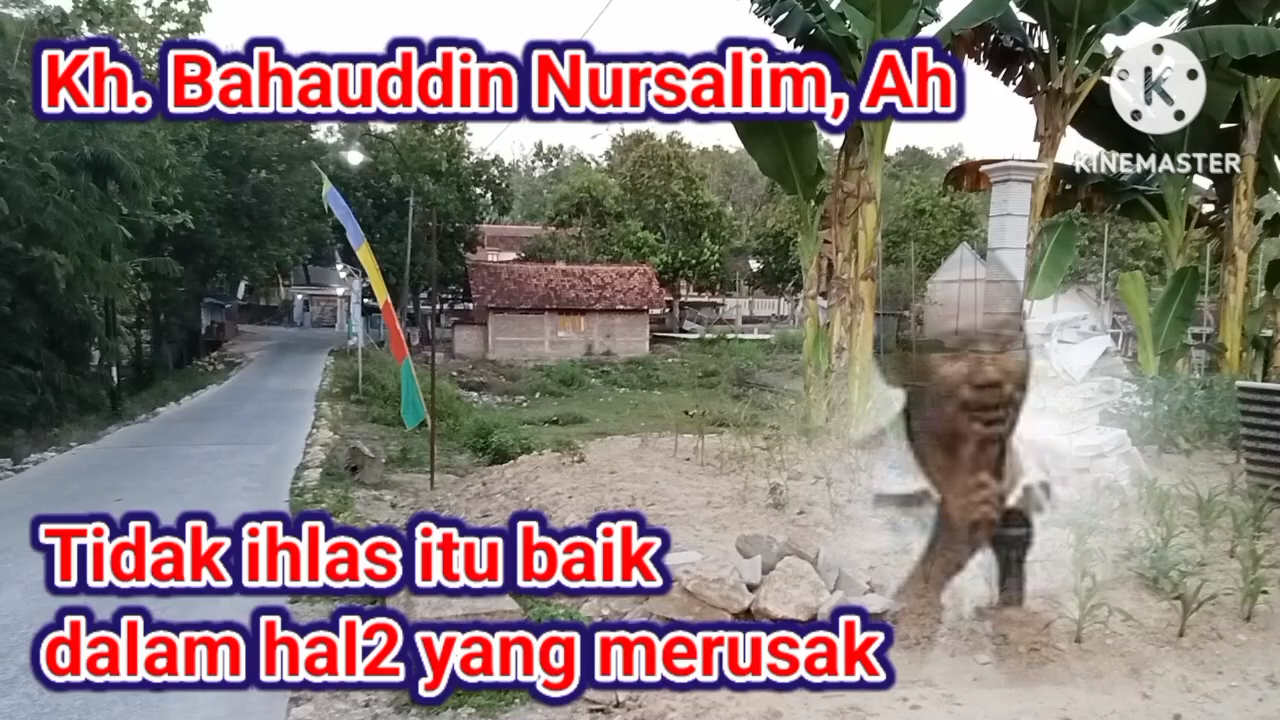 Kh. Bahauddin Nursalim, Ah
K
KINEMASTER
Tidak ihlas itu baik
dalam hal2 yang merusak